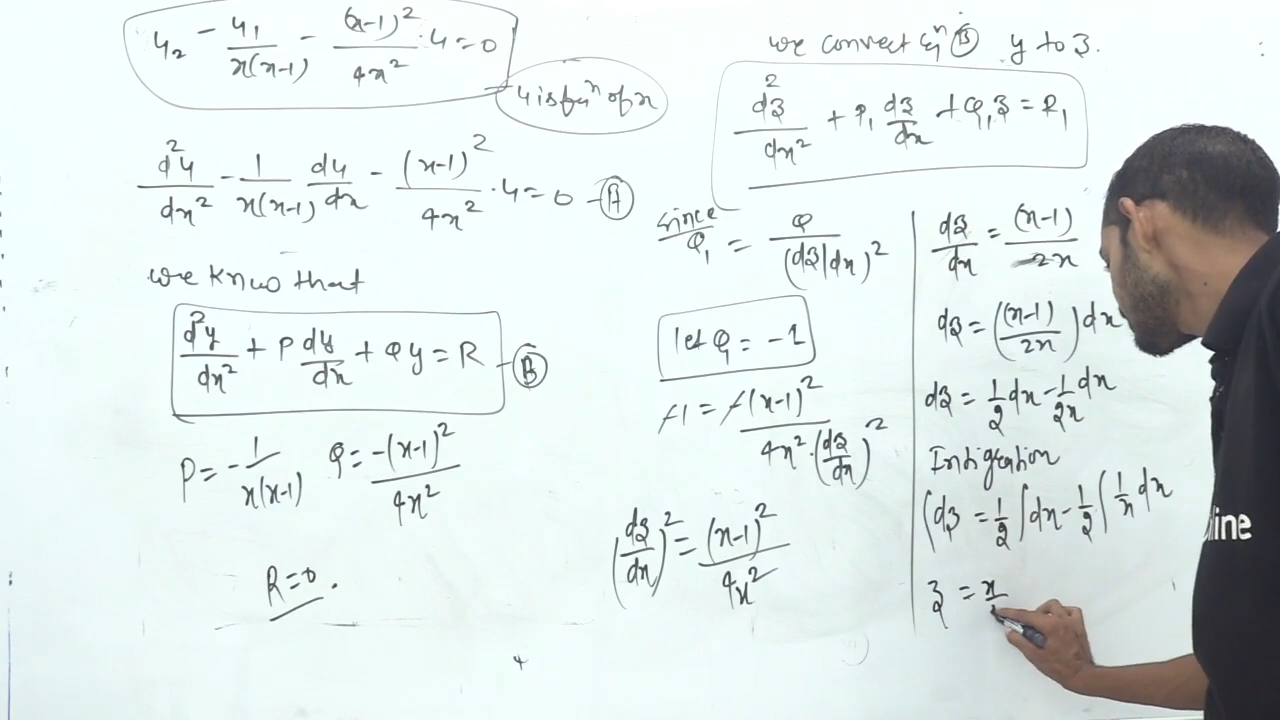 y₂ - y₁/x(x-1) - (x-1)²/4x² · y = 0
y is fuⁿ of x
d²y/dx² - 1/x(x-1) dy/dx - (x-1)²/4x² · y = 0 - (A)
we know that
d²y/dx² + P dy/dx + Qy = R - (B)
P = -1/x(x-1) Q = -(x-1)²/4x²
R = 0.
we convert Eqⁿ (B) y to z.
d²z/dx² + P₁ dz/dx + Q₁z = R₁
since
Q₁ = Q/(dz/dx)²
let Q₁ = -1
-1 = -(x-1)²/4x²·(dz/dx)²
(dz/dx)² = (x-1)²/4x²
dz/dx = (x-1)/2x
dz = ((x-1)/2x) dx
dz = 1/2 dx - 1/2x dx
Intigration
∫dz = 1/2 ∫dx - 1/2 ∫1/x dx
z = x
line